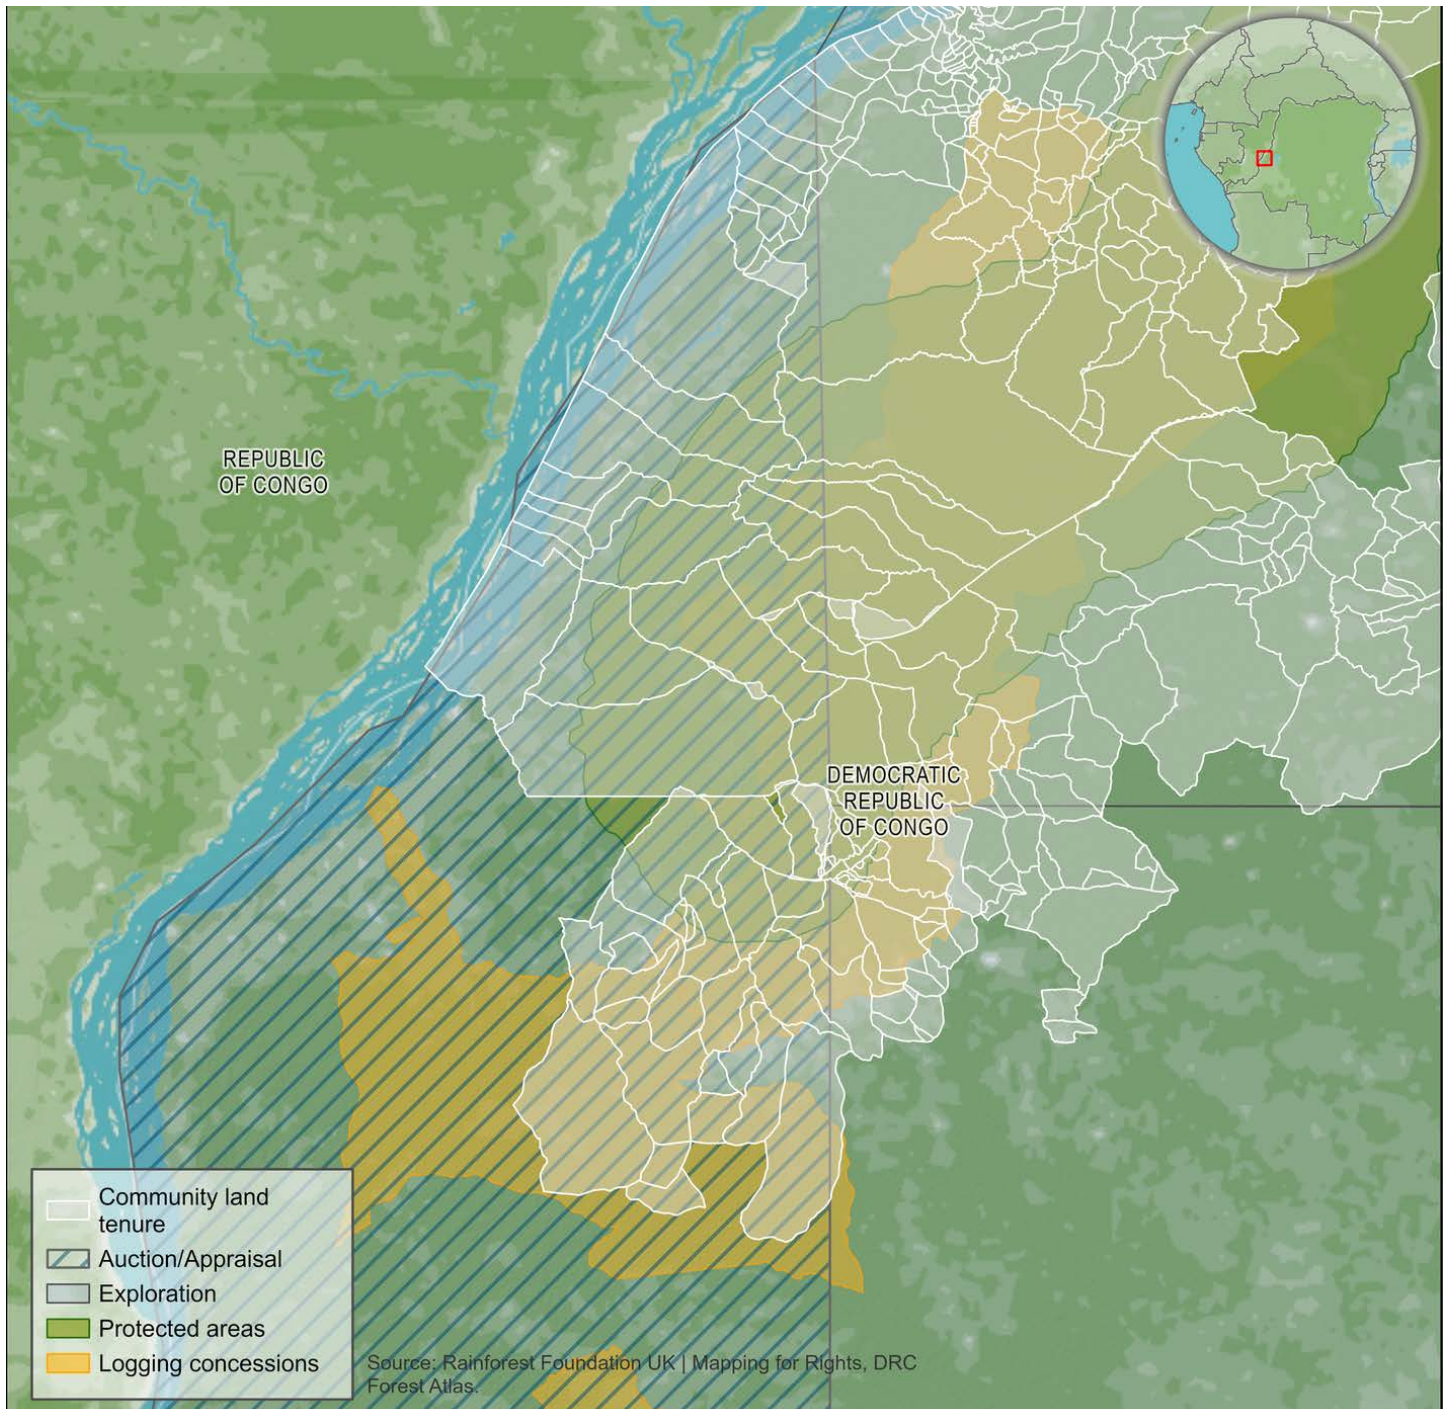 REPUBLIC
OF CONGO
DEMOCRATIC
REPUBLIC
OF CONGO
Community land
tenure
Auction/Appraisal
Exploration
Protected areas
Logging concessions
Source: Rainforest Foundation UK | Mapping for Rights, DRC
Forest Atlas.